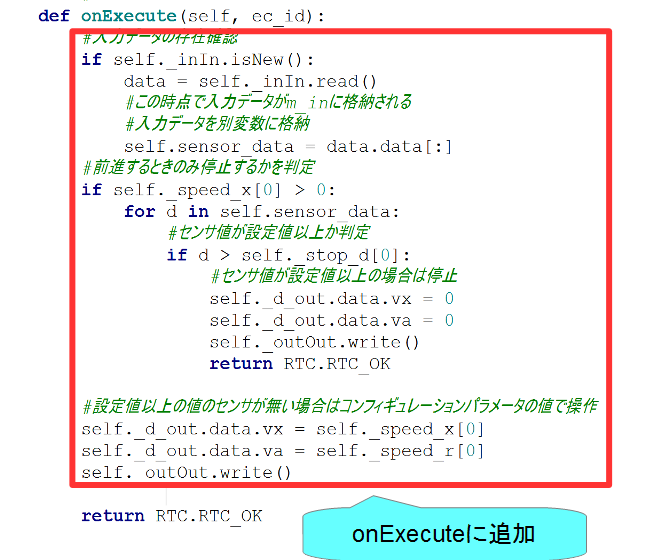 def onExecute(self, ec_id):
#入力データの存在確認
if self._inIn.isNew():
data = self._inIn.read()
#この時点で入力データがm_inに格納される
#入力データを別変数に格納
self.sensor_data = data.data[:]
#前進するときのみ停止するかを判定
if self._speed_x[0] > 0:
for d in self.sensor_data:
#センサ値が設定値以上か判定
if d > self._stop_d[0]:
#センサ値が設定値以上の場合は停止
self._d_out.data.vx = 0
self._d_out.data.va = 0
self._outOut.write()
return RTC.RTC_OK
#設定値以上の値のセンサが無い場合はコンフィギュレーションパラメータの値で操作
self._d_out.data.vx = self._speed_x[0]
self._d_out.data.va = self._speed_r[0]
self._outOut.write()
return RTC.RTC_OK
onExecuteに追加